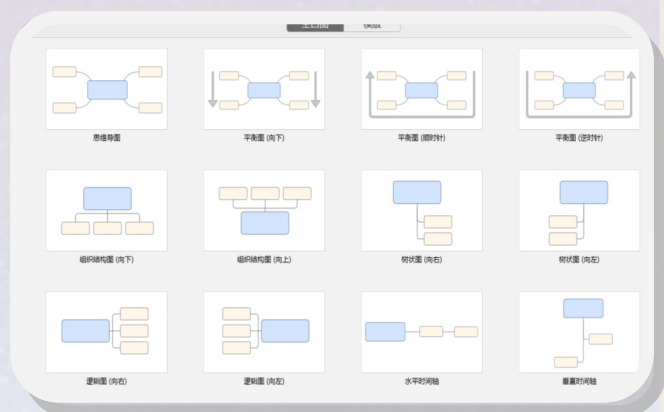 模版
思维导图
平衡图 (向下)
平衡图 (顺时针)
平衡图 (逆时针)
组织结构图 (向下)
组织结构图 (向上)
树状图 (向右)
树状图 (向左)
逻辑图 (向右)
逻辑图 (向左)
水平时间轴
垂直时间轴